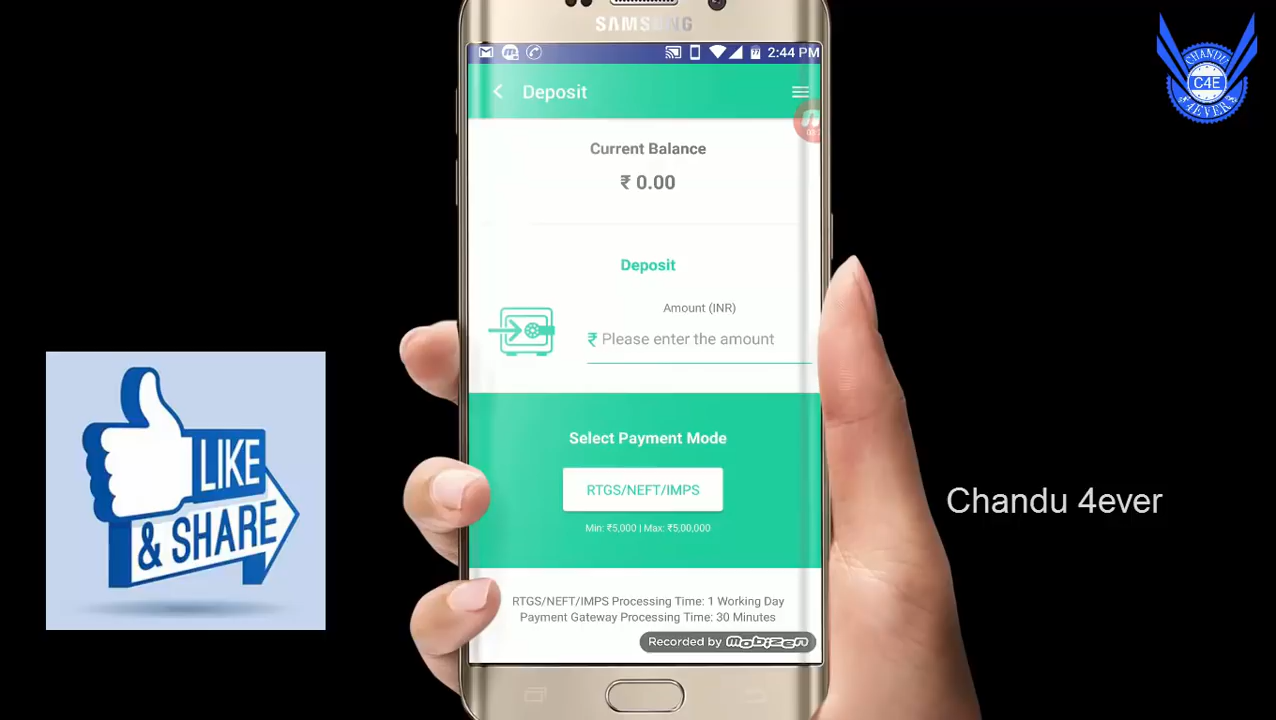 SAMSUNG
2:44 PM
Deposit
Current Balance
₹ 0.00
Deposit
Amount (INR)
₹ Please enter the amount
Select Payment Mode
RTGS/NEFT/IMPS
Min: ₹5,000 | Max: ₹5,00,000
RTGS/NEFT/IMPS Processing Time: 1 Working Day
Payment Gateway Processing Time: 30 Minutes
Recorded by mobizen
LIKE
& SHARE
Chandu 4ever
CHANDU
C4E
4EVER